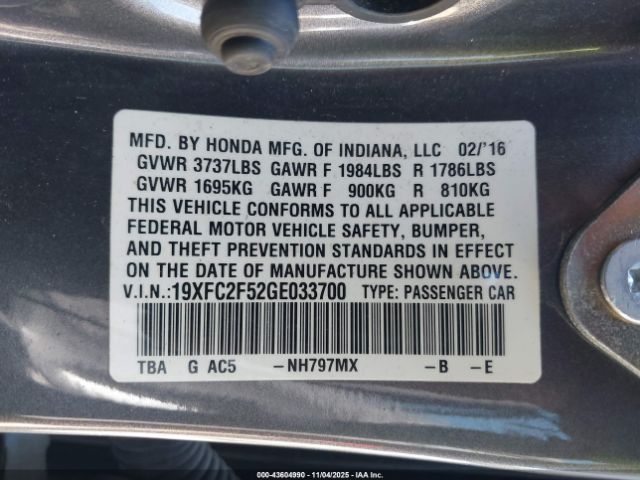 MFD. BY HONDA MFG. OF INDIANA, LLC 02/'16
GVWR 3737LBS GAWR F 1984LBS R 1786LBS
GVWR 1695KG GAWR F 900KG R 810KG
THIS VEHICLE CONFORMS TO ALL APPLICABLE
FEDERAL MOTOR VEHICLE SAFETY, BUMPER,
AND THEFT PREVENTION STANDARDS IN EFFECT
ON THE DATE OF MANUFACTURE SHOWN ABOVE.
V.I.N.:19XFC2F52GE033700 TYPE: PASSENGER CAR
TBA G AC5 -NH797MX -B -E
000-43604990 11/04/2025 IAAI.COM